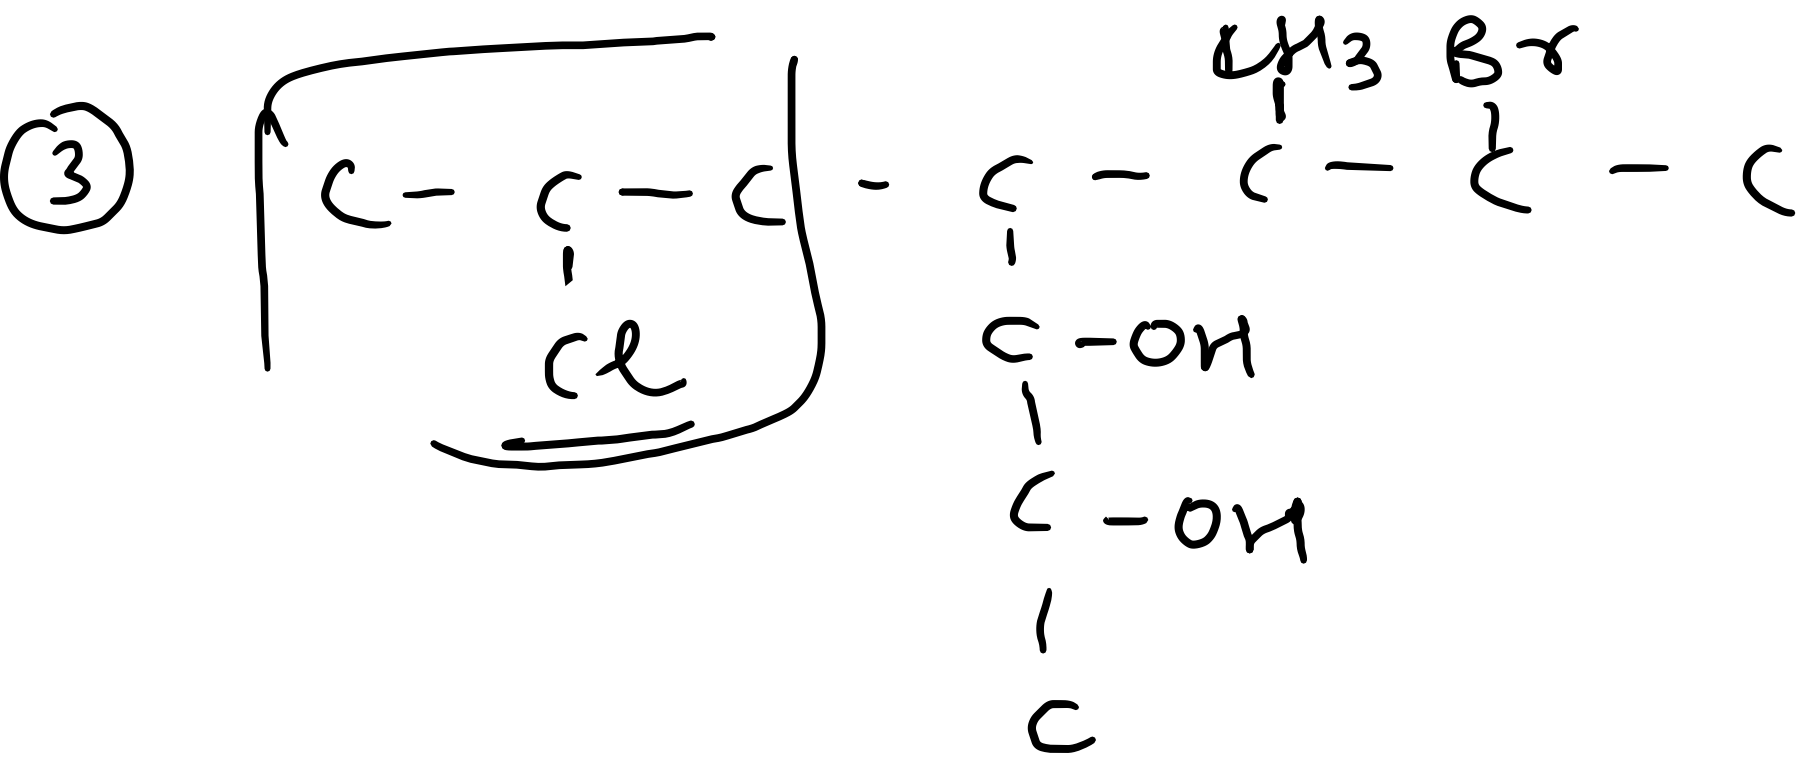 CH3 Br
③ C - C - C - C - C - C - C
Cl
C - OH
C - OH
C